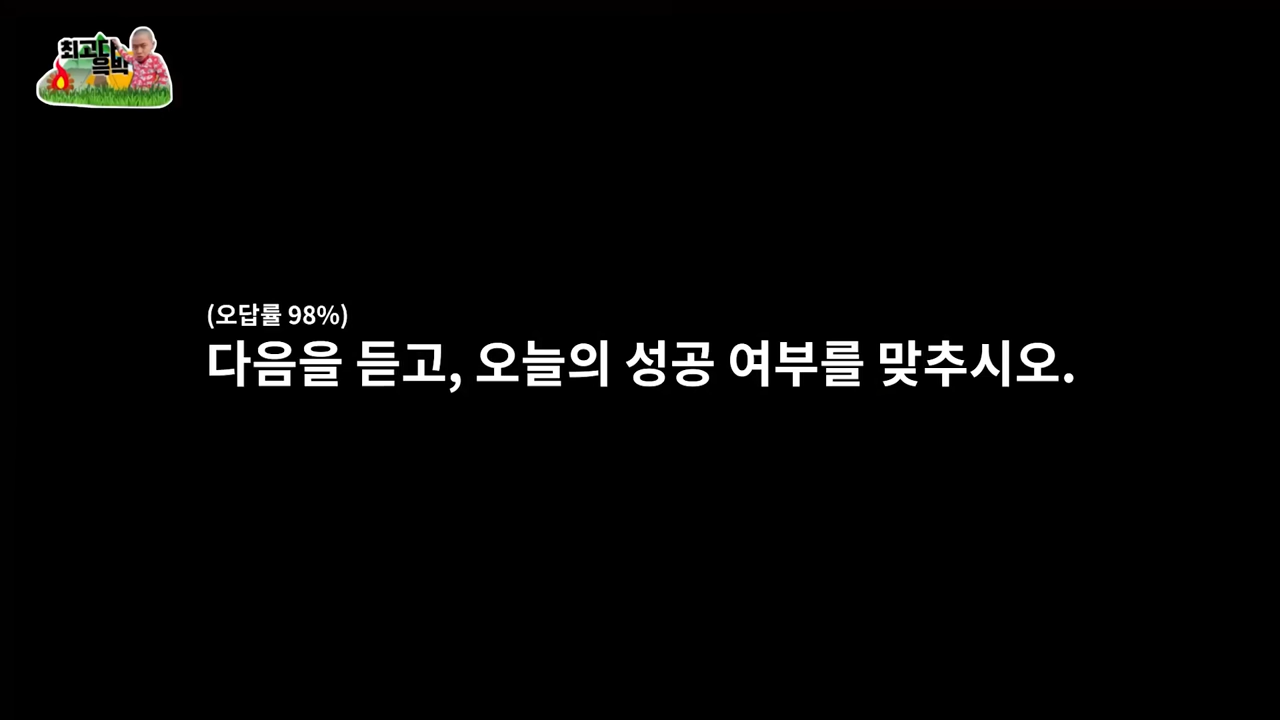 최고다
윽박
(오답률 98%)
다음을 듣고, 오늘의 성공 여부를 맞추시오.